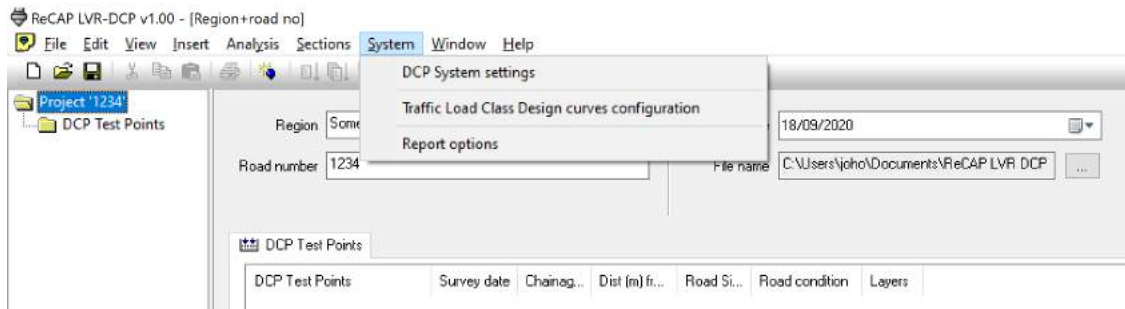 ReCAP LVR-DCP v1.00 - [Region+road no]
File Edit View Insert Analysis Sections System Window Help
DCP System settings
Traffic Load Class Design curves configuration
Report options
Project '1234'
DCP Test Points
Region Some
18/09/2020
Road number 1234
File name C:\Users\joho\Documents\ReCAP LVR DCP ...
DCP Test Points
DCP Test Points Survey date Chainag... Dist (m) fr... Road Si... Road condition Layers